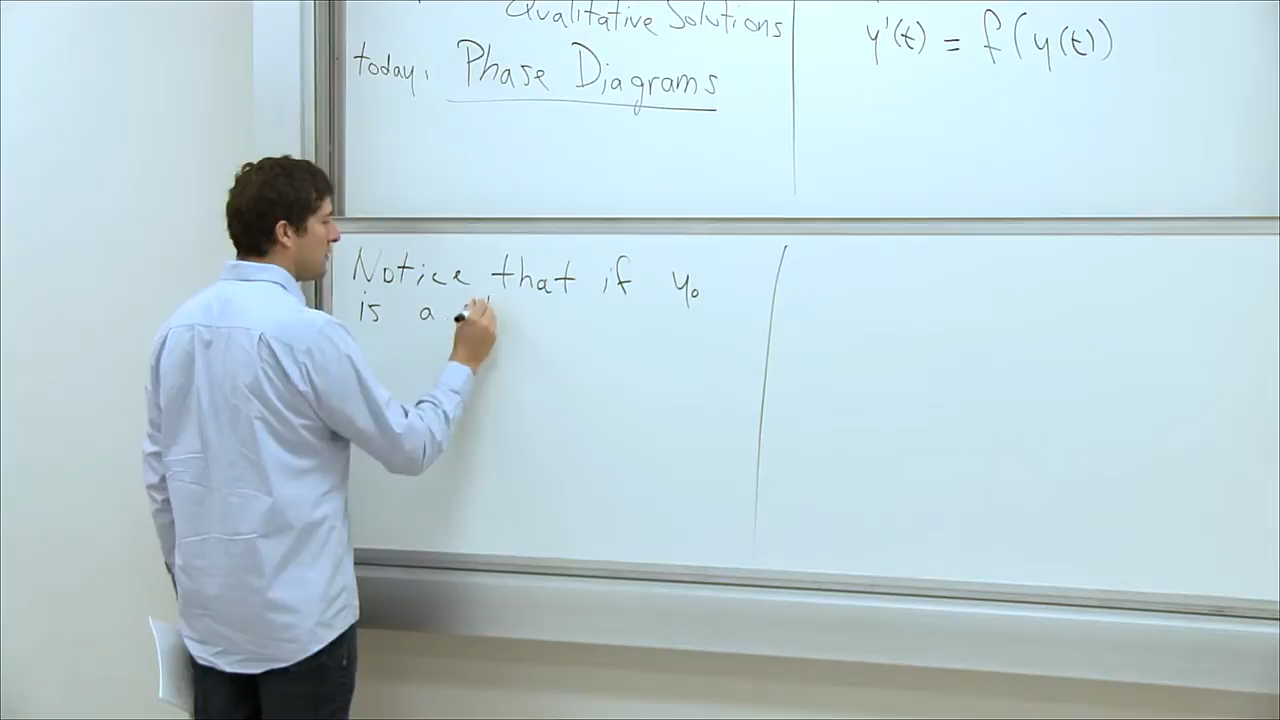 Qualitative Solutions
today: Phase Diagrams
y'(t) = f(y(t))
Notice that if y₀
is a